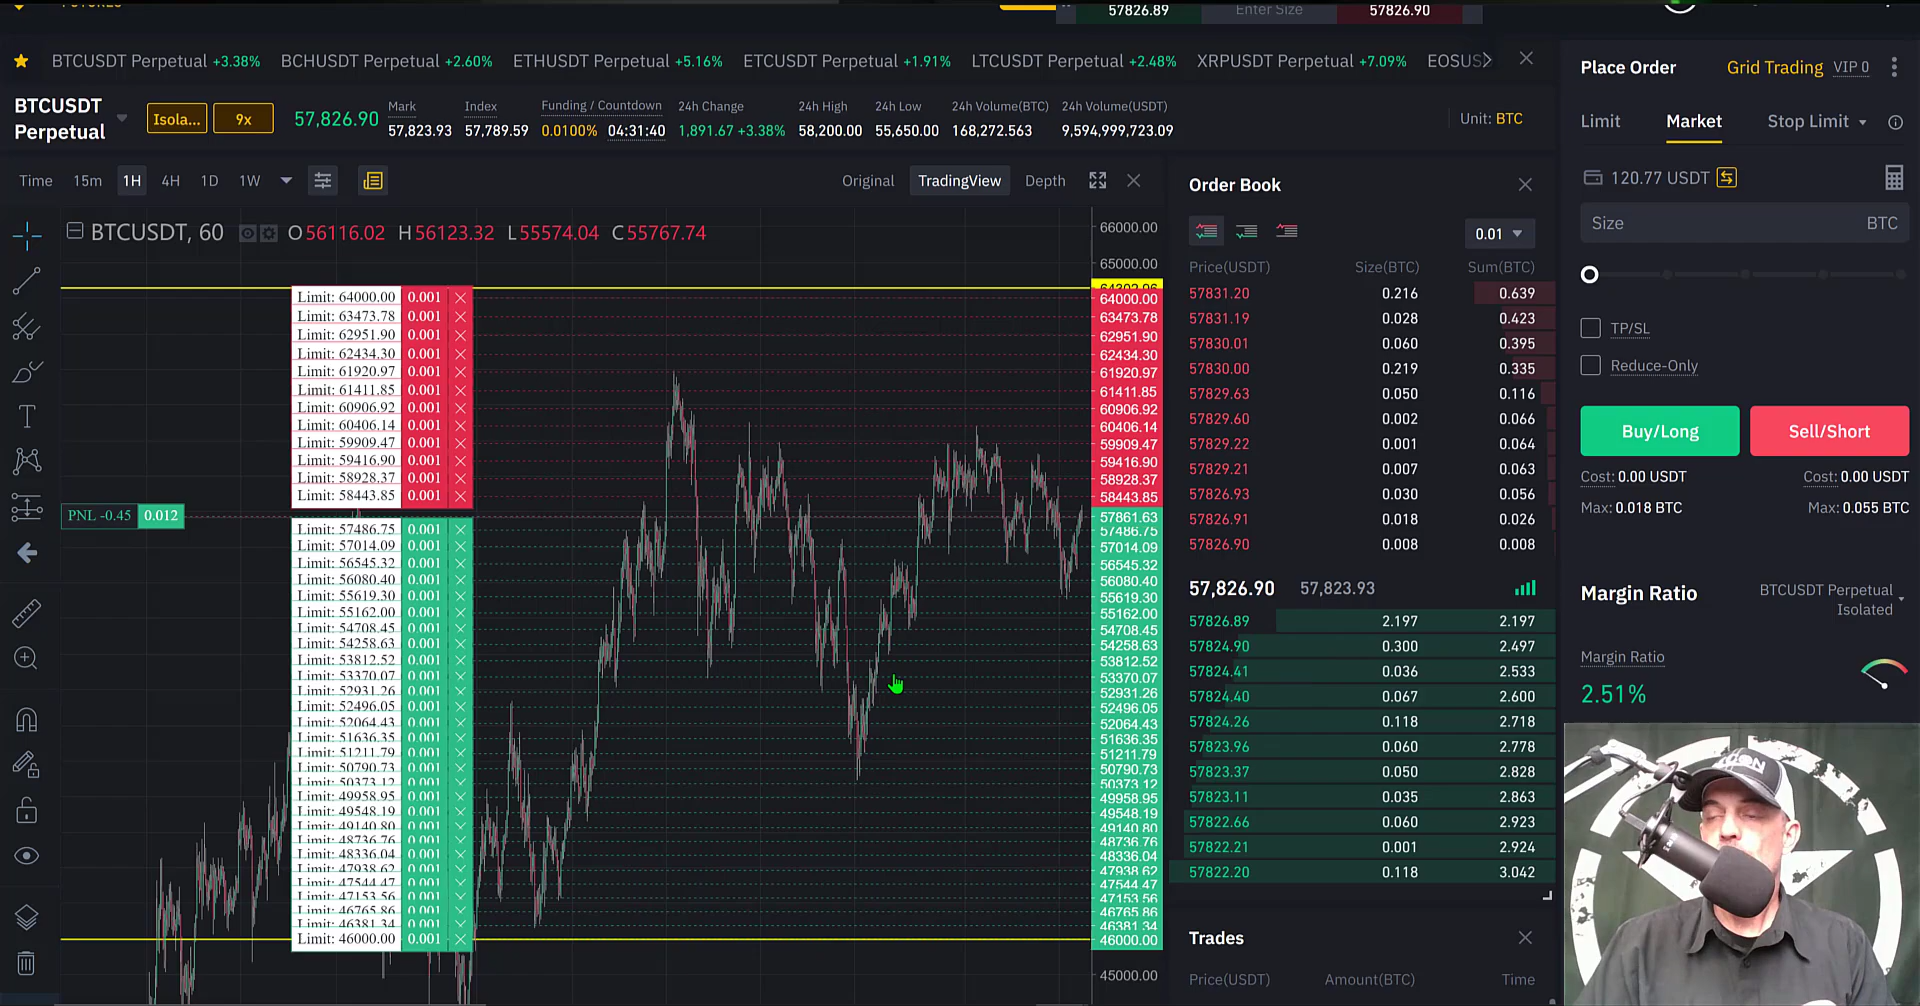 57826.89 Enter Size 57826.90
BTCUSDT Perpetual +3.38% BCHUSDT Perpetual +2.60% ETHUSDT Perpetual +5.16% ETCUSDT Perpetual +1.91% LTCUSDT Perpetual +2.48% XRPUSDT Perpetual +7.09% EOSUS
BTCUSDT
Perpetual
Isola... 9x 57,826.90
Mark
57,823.93
Index
57,789.59
Funding / Countdown
0.0100% 04:31:40
24h Change
1,891.67 +3.38%
24h High
58,200.00
24h Low
55,650.00
24h Volume(BTC)
168,272.563
24h Volume(USDT)
9,594,999,723.09
Unit: BTC
Time 15m 1H 4H 1D 1W Original TradingView Depth
BTCUSDT, 60 O56116.02 H56123.32 L55574.04 C55767.74
Limit: 64000.00 0.001
Limit: 63473.78 0.001
Limit: 62951.90 0.001
Limit: 62434.30 0.001
Limit: 61920.97 0.001
Limit: 61411.85 0.001
Limit: 60906.92 0.001
Limit: 60406.14 0.001
Limit: 59909.47 0.001
Limit: 59416.90 0.001
Limit: 58928.37 0.001
Limit: 58443.85 0.001
PNL -0.45 0.012
Limit: 57486.75 0.001
Limit: 57014.09 0.001
Limit: 56545.32 0.001
Limit: 56080.40 0.001
Limit: 55619.30 0.001
Limit: 55162.00 0.001
Limit: 54708.45 0.001
Limit: 54258.63 0.001
Limit: 53812.52 0.001
Limit: 53370.07 0.001
Limit: 52931.26 0.001
Limit: 52496.05 0.001
Limit: 52064.43 0.001
Limit: 51636.35 0.001
Limit: 51211.79 0.001
Limit: 50790.73 0.001
Limit: 50373.12 0.001
Limit: 49958.95 0.001
Limit: 49548.19 0.001
Limit: 49140.80 0.001
Limit: 48736.76 0.001
Limit: 48336.04 0.001
Limit: 47938.62 0.001
Limit: 47544.47 0.001
Limit: 47153.56 0.001
Limit: 46765.86 0.001
Limit: 46381.34 0.001
Limit: 46000.00 0.001
66000.00
65000.00
64000.00
63473.78
62951.90
62434.30
61920.97
61411.85
60906.92
60406.14
59909.47
59416.90
58928.37
58443.85
57861.63
57486.75
57014.09
56545.32
56080.40
55619.30
55162.00
54708.45
54258.63
53812.52
53370.07
52931.26
52496.05
52064.43
51636.35
51211.79
50790.73
50373.12
49958.95
49548.19
49140.80
48736.76
48336.04
47938.62
47544.47
47153.56
46765.86
46381.34
46000.00
45000.00
Order Book
0.01
Price(USDT) Size(BTC) Sum(BTC)
57831.20 0.216 0.639
57831.19 0.028 0.423
57830.01 0.060 0.395
57830.00 0.219 0.335
57829.63 0.050 0.116
57829.60 0.002 0.066
57829.22 0.001 0.064
57829.21 0.007 0.063
57826.93 0.030 0.056
57826.91 0.018 0.026
57826.90 0.008 0.008
57,826.90 57,823.93
57826.89 2.197 2.197
57824.90 0.300 2.497
57824.41 0.036 2.533
57824.40 0.067 2.600
57824.26 0.118 2.718
57823.96 0.060 2.778
57823.37 0.050 2.828
57823.11 0.035 2.863
57822.66 0.060 2.923
57822.21 0.001 2.924
57822.20 0.118 3.042
Trades
Price(USDT) Amount(BTC) Time
Place Order Grid Trading VIP 0
Limit Market Stop Limit
120.77 USDT
Size BTC
TP/SL
Reduce-Only
Buy/Long Sell/Short
Cost: 0.00 USDT Cost: 0.00 USDT
Max: 0.018 BTC Max: 0.055 BTC
Margin Ratio BTCUSDT Perpetual
Isolated
Margin Ratio
2.51%